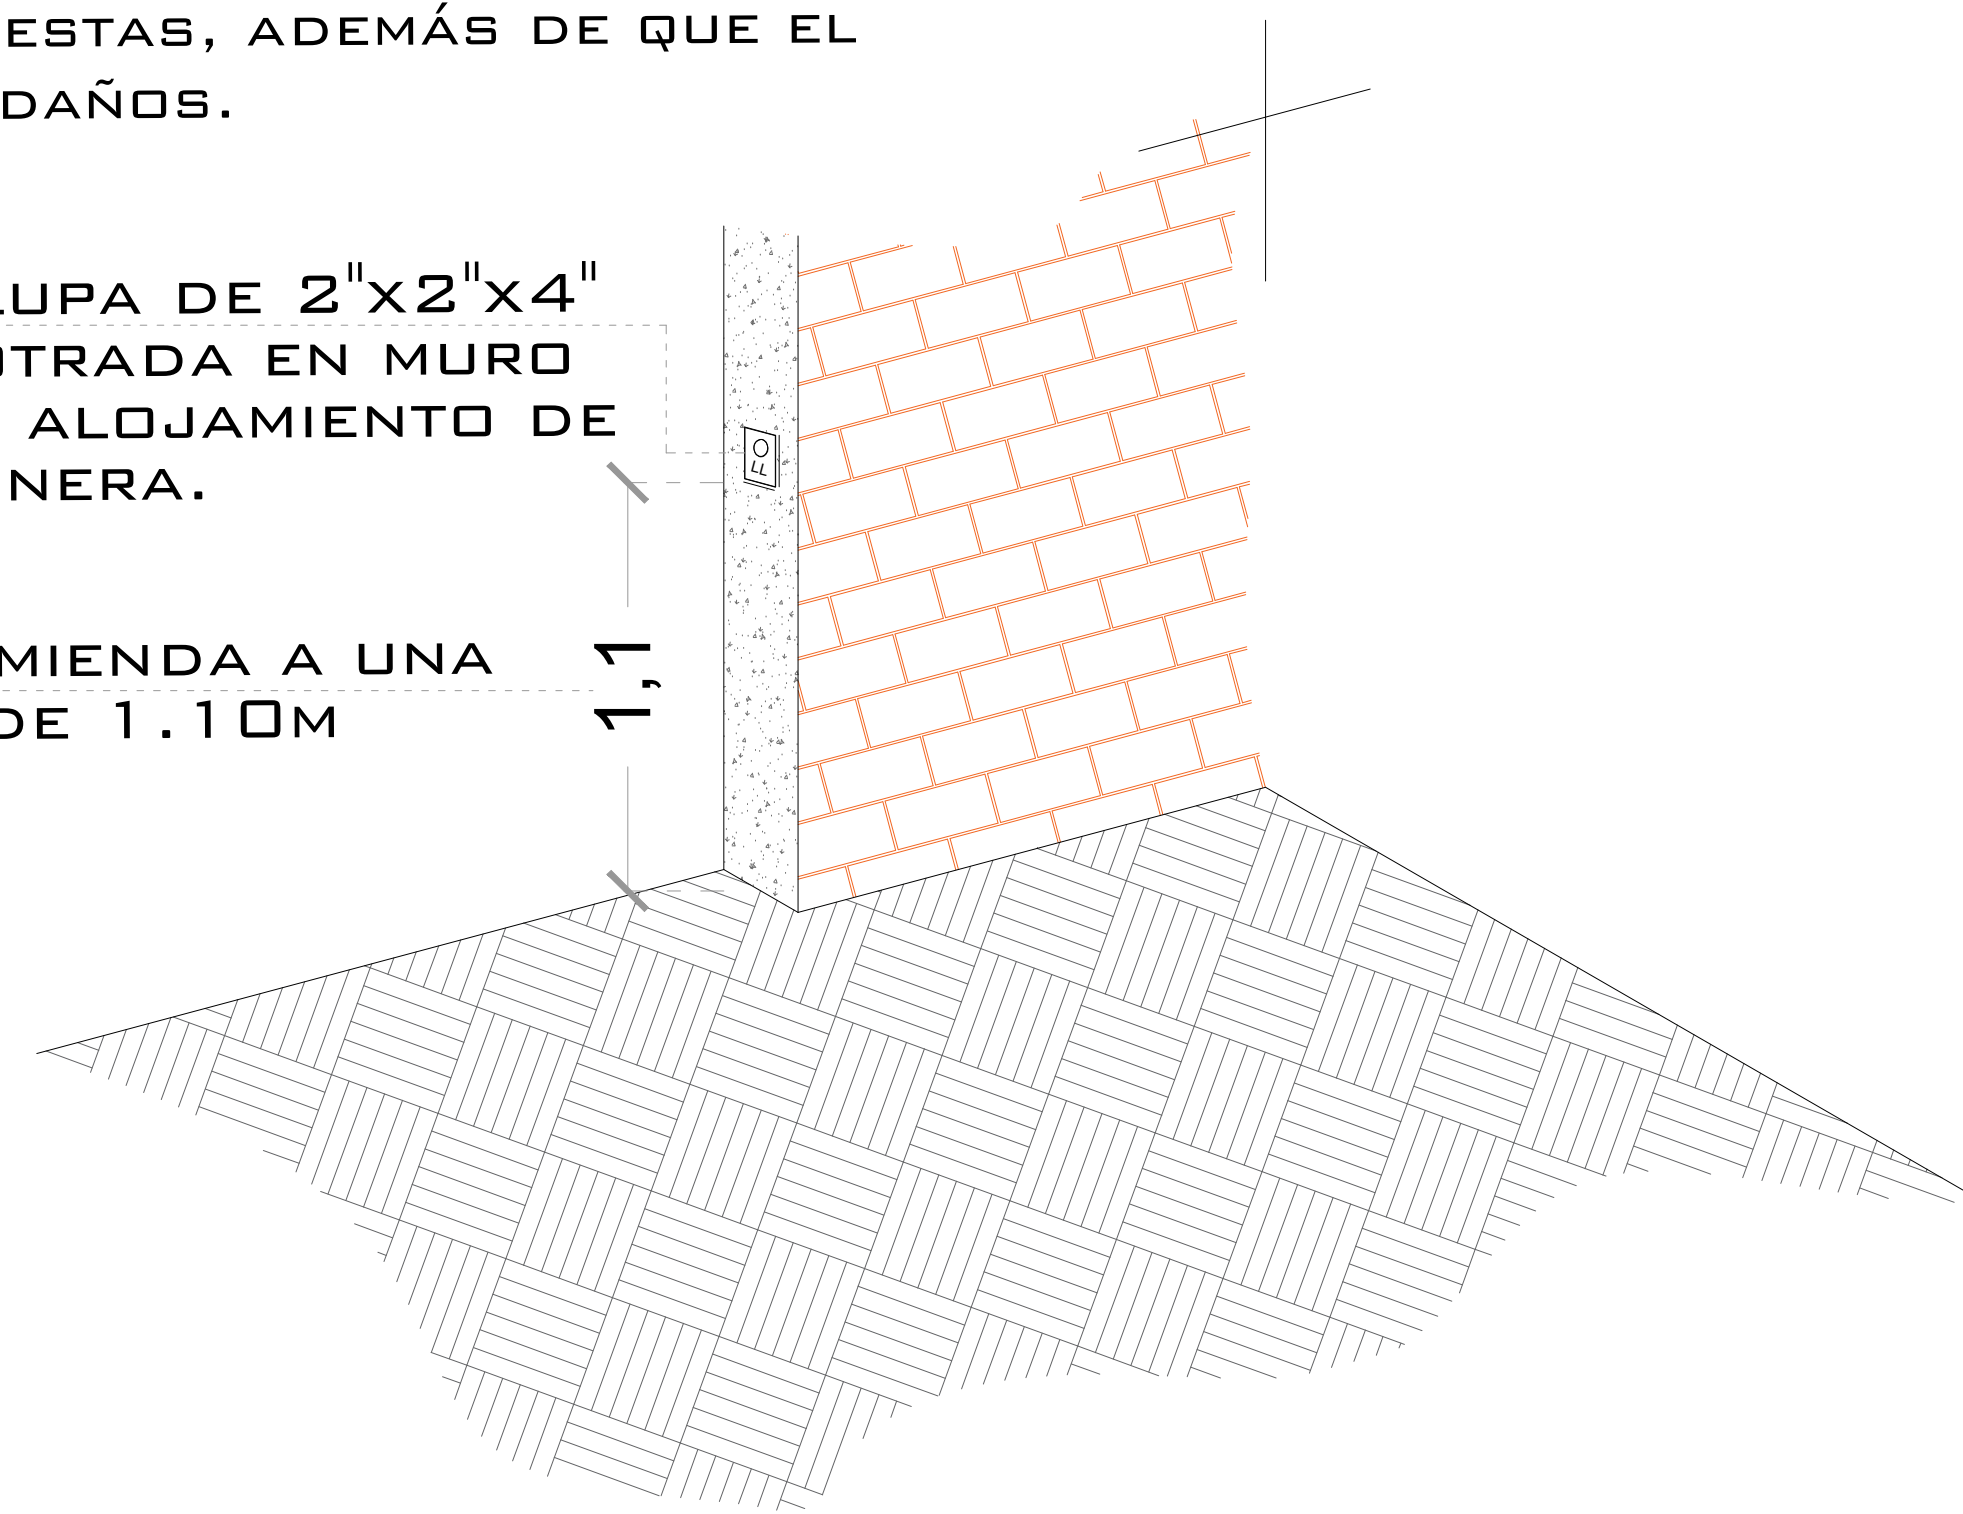 ESTAS, ADEMÁS DE QUE EL
DAÑOS.
LUPA DE 2"x2"x4"
OTRADA EN MURO
ALOJAMIENTO DE
NERA.
LL
MIENDA A UNA
DE 1.10M
1,1